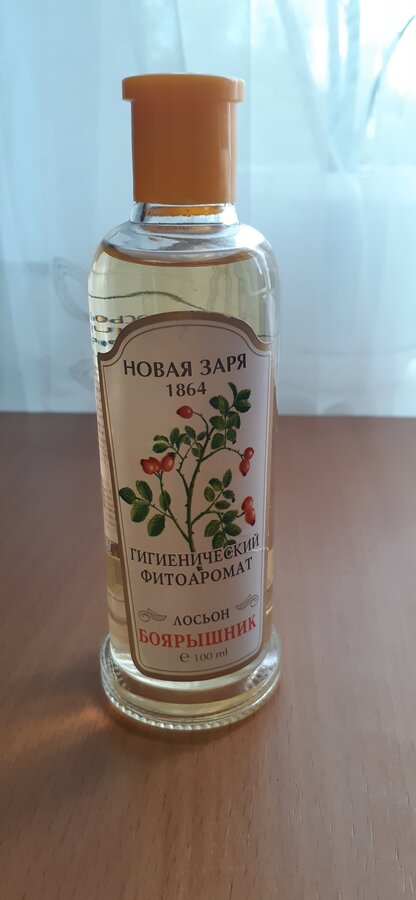 НОВАЯ ЗАРЯ
1864
ГИГИЕНИЧЕСКИЙ
ФИТОАРОМАТ
ЛОСЬОН
БОЯРЫШНИК
℮ 100 ml